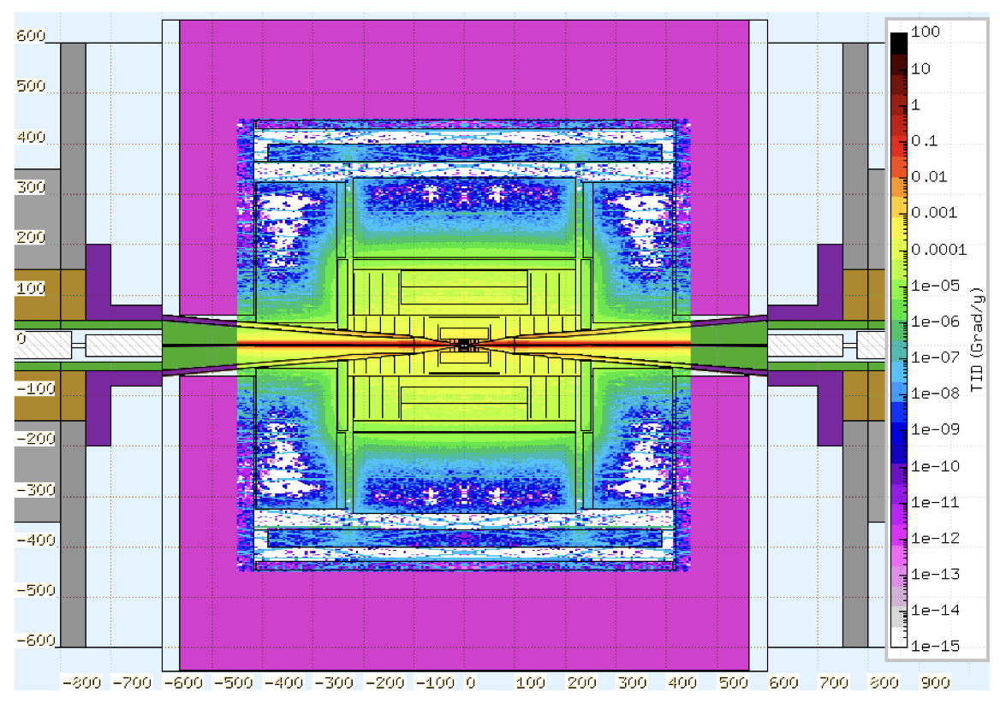 600
500
400
300
200
100
0
-100
-200
-300
-400
-500
-600
-800 -700 -600 -500 -400 -300 -200 -100 0 100 200 300 400 500 600 700 800 900
100
10
1
0.1
0.01
0.001
0.0001
1e-05
1e-06
1e-07
1e-08
1e-09
1e-10
1e-11
1e-12
1e-13
1e-14
1e-15
TID (Grad/y)